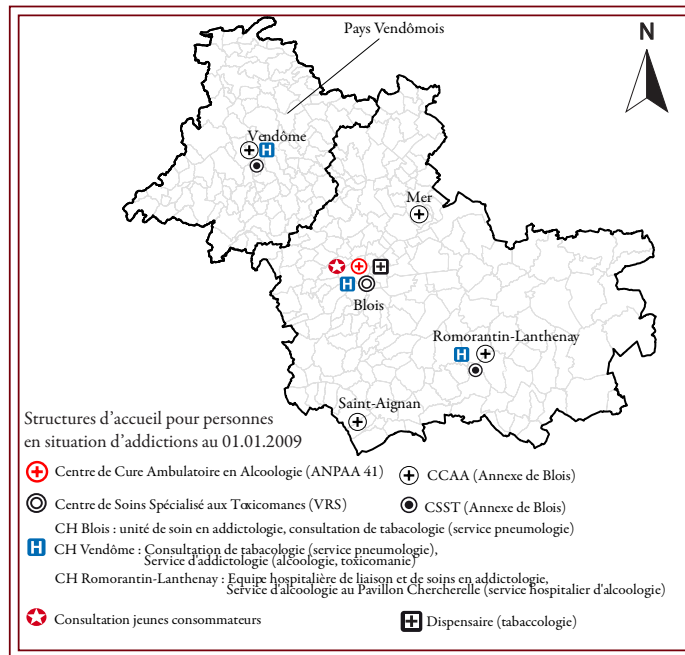 Pays Vendômois
N
Vendôme
H
Mer
H
Blois
Romorantin-Lanthenay
H
Saint-Aignan
Structures d'accueil pour personnes
en situation d'addictions au 01.01.2009
Centre de Cure Ambulatoire en Alcoologie (ANPAA 41)
CCAA (Annexe de Blois)
Centre de Soins Spécialisé aux Toxicomanes (VRS)
CSST (Annexe de Blois)
CH Blois : unité de soin en addictologie, consultation de tabacologie (service pneumologie)
H CH Vendôme : Consultation de tabacologie (service pneumologie),
Service d'addictologie (alcoologie, toxicomanie)
CH Romorantin-Lanthenay : Equipe hospitalière de liaison et de soins en addictologie,
Service d'alcoologie au Pavillon Chercherelle (service hospitalier d'alcoologie)
Consultation jeunes consommateurs
Dispensaire (tabaccologie)